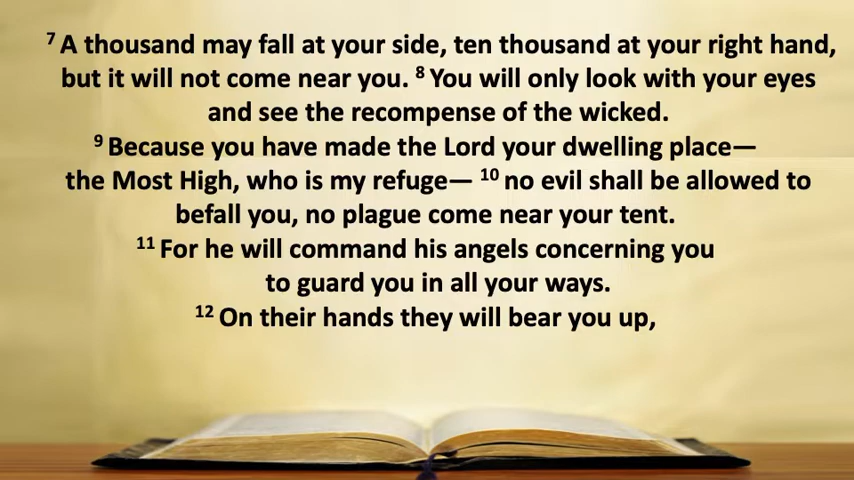 7 A thousand may fall at your side, ten thousand at your right hand,
but it will not come near you. 8 You will only look with your eyes
and see the recompense of the wicked.
9 Because you have made the Lord your dwelling place—
the Most High, who is my refuge— 10 no evil shall be allowed to
befall you, no plague come near your tent.
11 For he will command his angels concerning you
to guard you in all your ways.
12 On their hands they will bear you up,